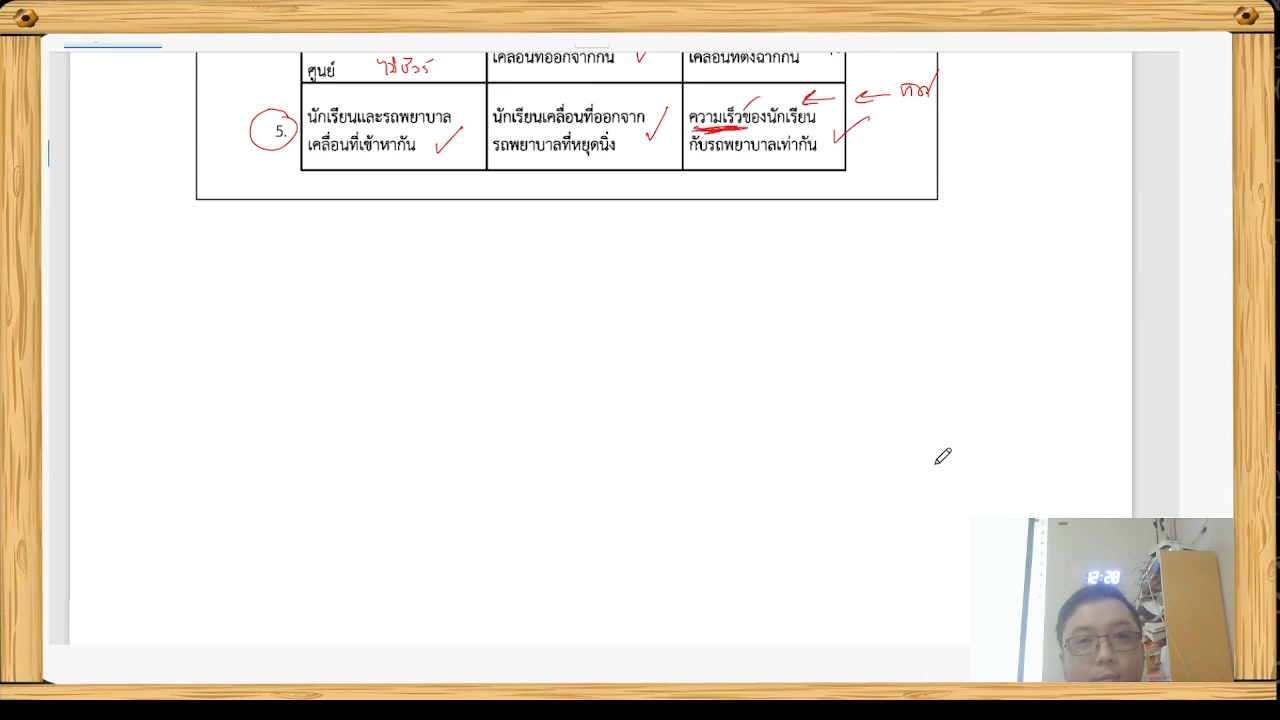 เคลื่อนที่ออกจากกัน
เคลื่อนที่ตั้งฉากกัน
ศูนย์
5.
นักเรียนและรถพยาบาล
เคลื่อนที่เข้าหากัน
นักเรียนเคลื่อนที่ออกจาก
รถพยาบาลที่หยุดนิ่ง
ความเร็วของนักเรียน
กับรถพยาบาลเท่ากัน
12:28